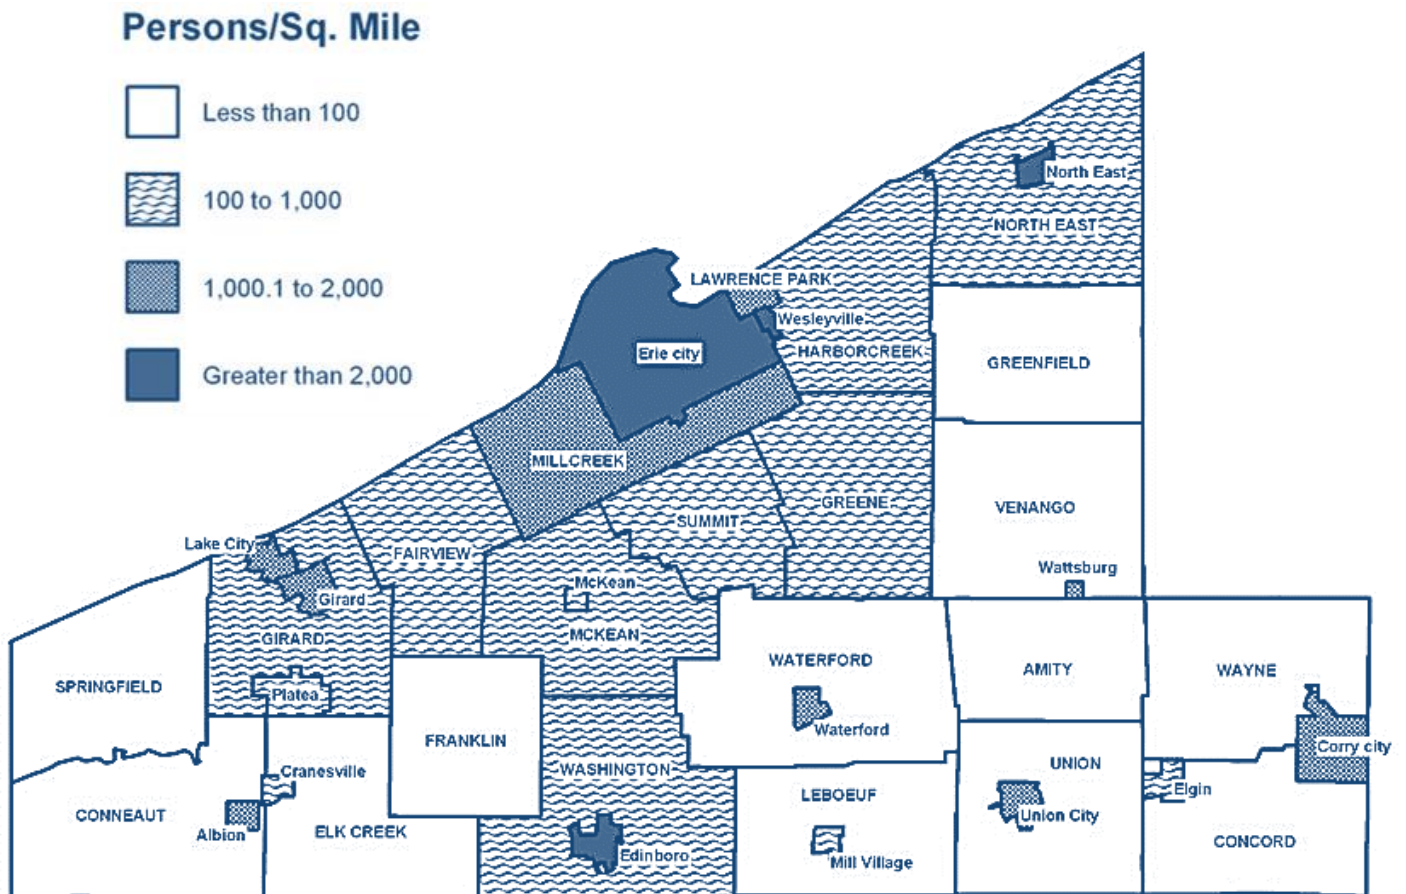 Persons/Sq. Mile
Less than 100
100 to 1,000
1,000.1 to 2,000
Greater than 2,000
North East
NORTH EAST
LAWRENCE PARK
Wesleyville
Erie city
HARBORCREEK
GREENFIELD
MILLCREEK
GREENE
VENANGO
SUMMIT
Lake City
FAIRVIEW
Wattsburg
McKean
Girard
GIRARD
MCKEAN
WATERFORD
AMITY
WAYNE
SPRINGFIELD
Platea
Waterford
FRANKLIN
Corry city
WASHINGTON
UNION
Cranesville
Elgin
LEBOEUF
CONNEAUT
Union City
Albion
ELK CREEK
CONCORD
Edinboro
Mill Village